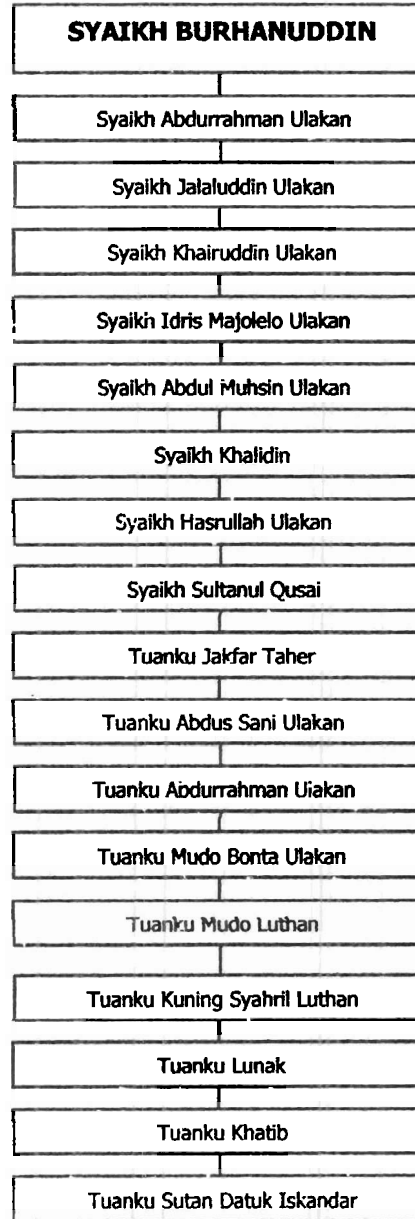 SYAIKH BURHANUDDIN
Syaikh Abdurrahman Ulakan
Syaikh Jalaluddin Ulakan
Syaikh Khairuddin Ulakan
Syaikh Idris Majolelo Ulakan
Syaikh Abdul Muhsin Ulakan
Syaikh Khalidin
Syaikh Hasrullah Ulakan
Syaikh Sultanul Qusai
Tuanku Jakfar Taher
Tuanku Abdus Sani Ulakan
Tuanku Abdurrahman Ulakan
Tuanku Mudo Bonta Ulakan
Tuanku Mudo Luthan
Tuanku Kuning Syahril Luthan
Tuanku Lunak
Tuanku Khatib
Tuanku Sutan Datuk Iskandar